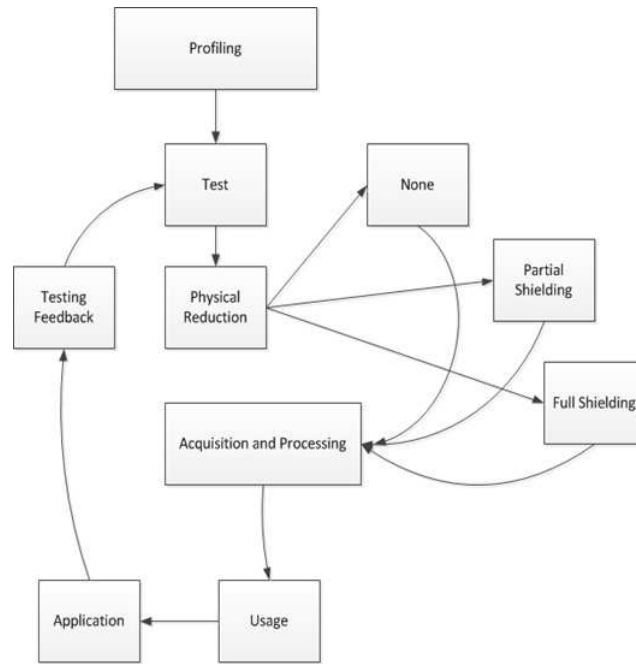 Profiling
Test
None
Partial
Shielding
Testing
Feedback
Physical
Reduction
Full Shielding
Acquisition and Processing
Application
Usage